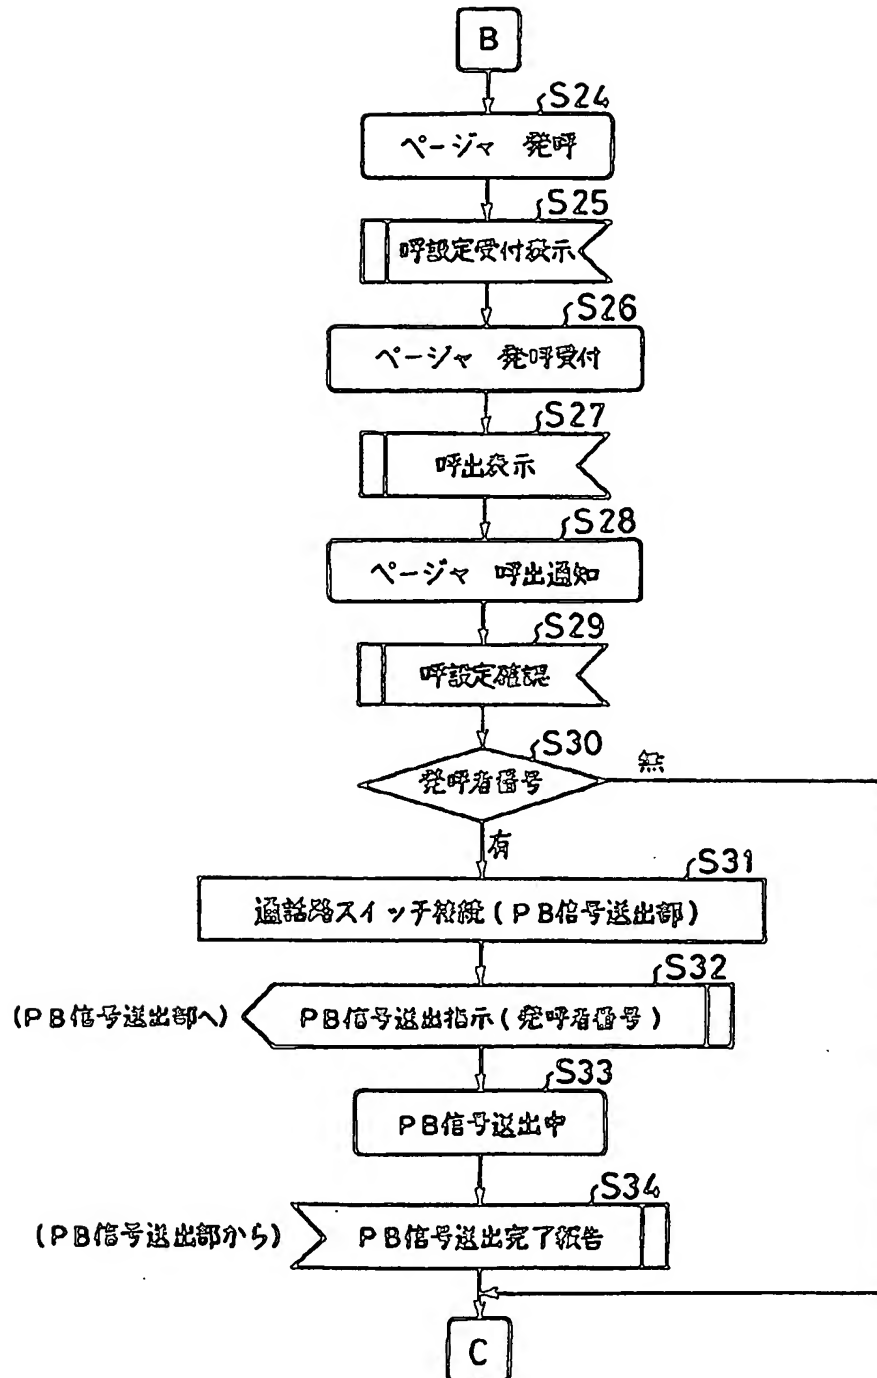 B
S24
ページャ 発呼
S25
呼設定受付表示
S26
ページャ 発呼受付
S27
呼出表示
S28
ページャ 呼出通知
S29
呼設定確認
S30
発呼者番号
無
有
S31
通話路スイッチ接続(PB信号送出部)
S32
(PB信号送出部へ)
PB信号送出指示(発呼者番号)
S33
PB信号送出中
S34
(PB信号送出部から)
PB信号送出完了報告
C